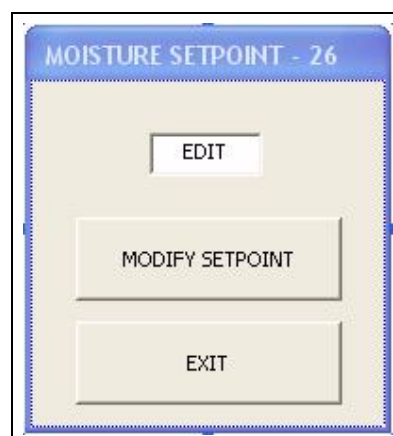 MOISTURE SETPOINT - 26
EDIT
MODIFY SETPOINT
EXIT